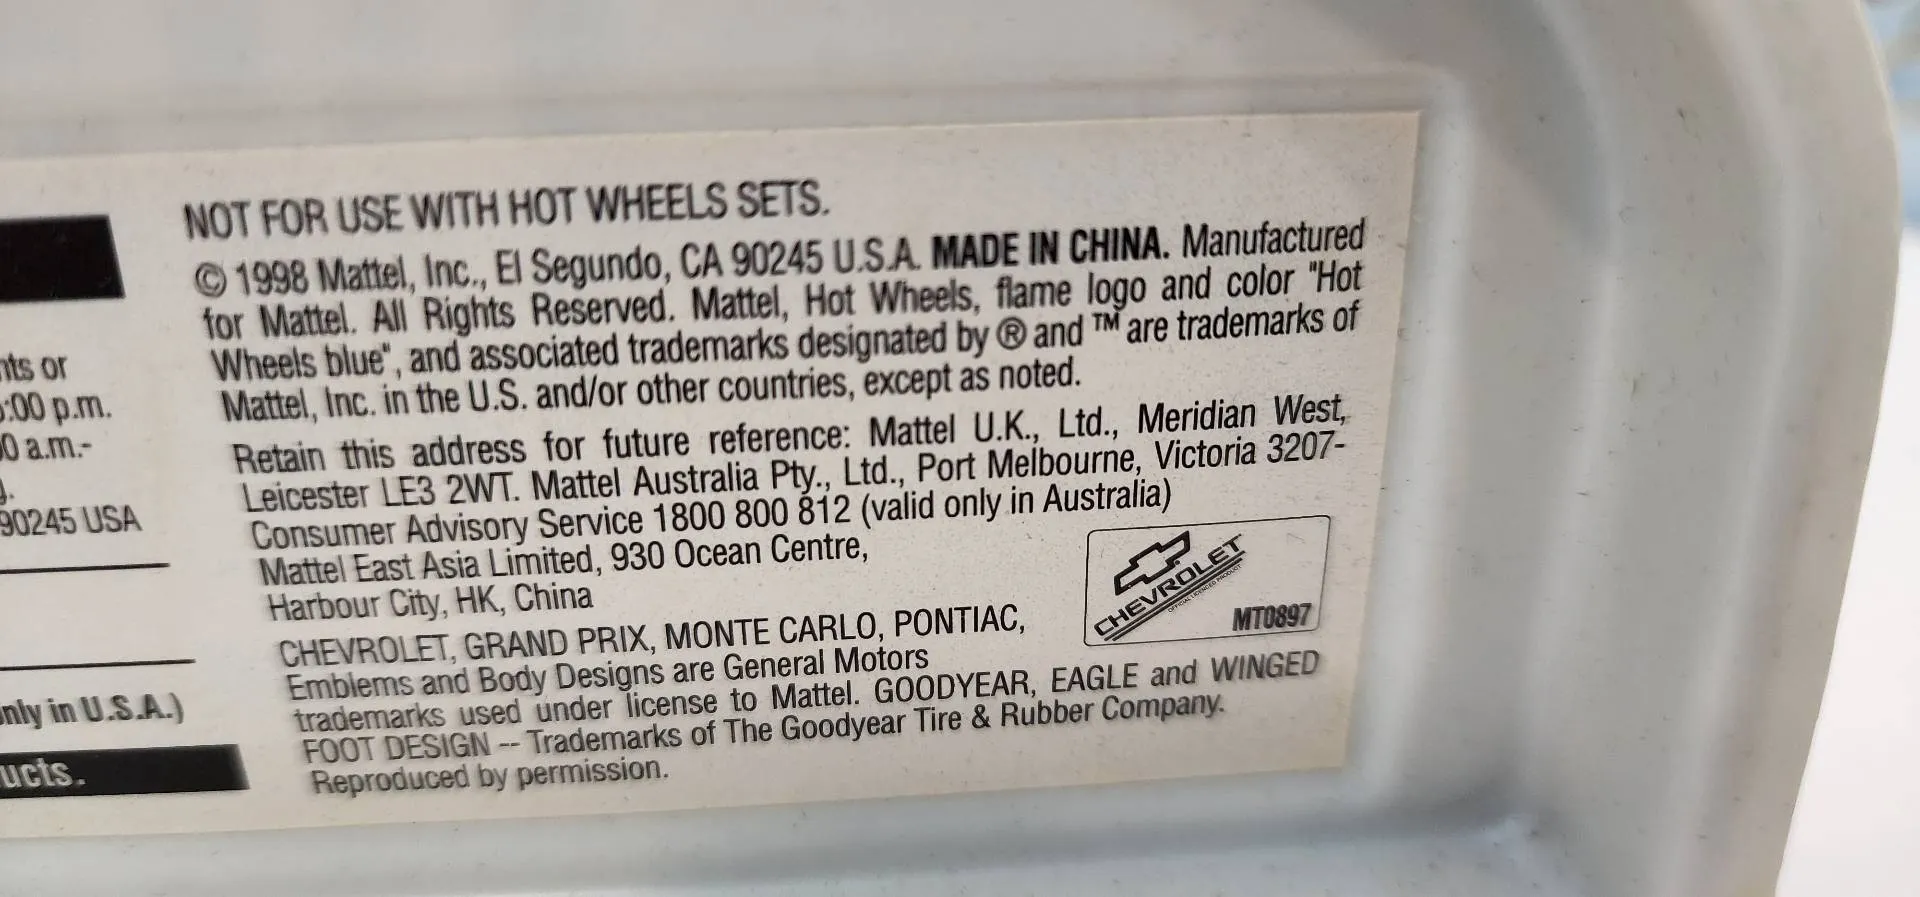 nts or
:00 p.m.
0 a.m.-
90245 USA
nly in U.S.A.)
ucts.
NOT FOR USE WITH HOT WHEELS SETS.
© 1998 Mattel, Inc., El Segundo, CA 90245 U.S.A. MADE IN CHINA. Manufactured
for Mattel. All Rights Reserved. Mattel, Hot Wheels, flame logo and color "Hot
Wheels blue", and associated trademarks designated by ® and ™ are trademarks of
Mattel, Inc. in the U.S. and/or other countries, except as noted.
Retain this address for future reference: Mattel U.K., Ltd., Meridian West,
Leicester LE3 2WT. Mattel Australia Pty., Ltd., Port Melbourne, Victoria 3207-
Consumer Advisory Service 1800 800 812 (valid only in Australia)
Mattel East Asia Limited, 930 Ocean Centre,
Harbour City, HK, China
CHEVROLET, GRAND PRIX, MONTE CARLO, PONTIAC,
Emblems and Body Designs are General Motors
trademarks used under license to Mattel. GOODYEAR, EAGLE and WINGED
FOOT DESIGN -- Trademarks of The Goodyear Tire & Rubber Company.
Reproduced by permission.
CHEVROLET
OFFICIAL LICENSED PRODUCT
MT0897